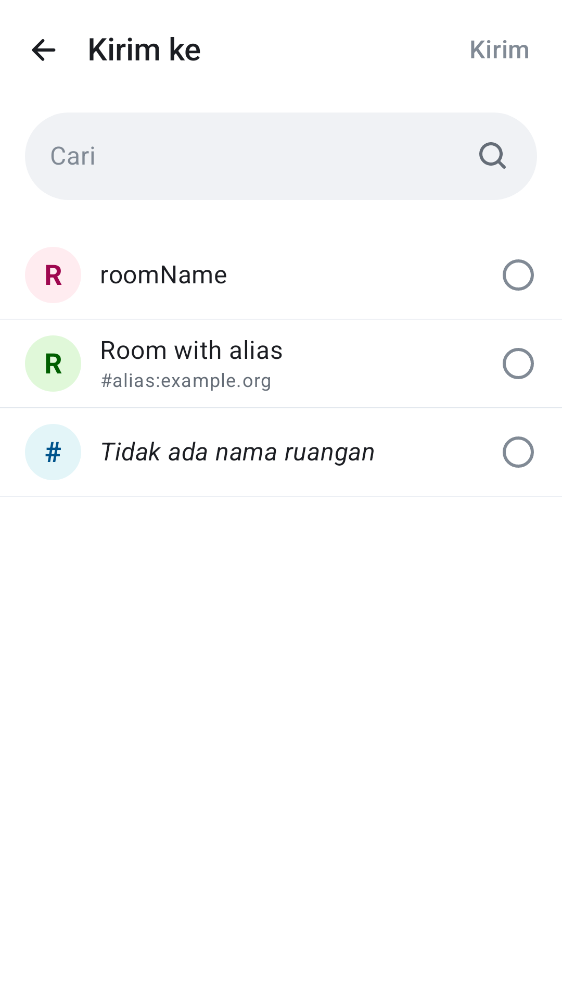 Kirim ke
Kirim
Cari
R
roomName
R
Room with alias
#alias:example.org
#
Tidak ada nama ruangan